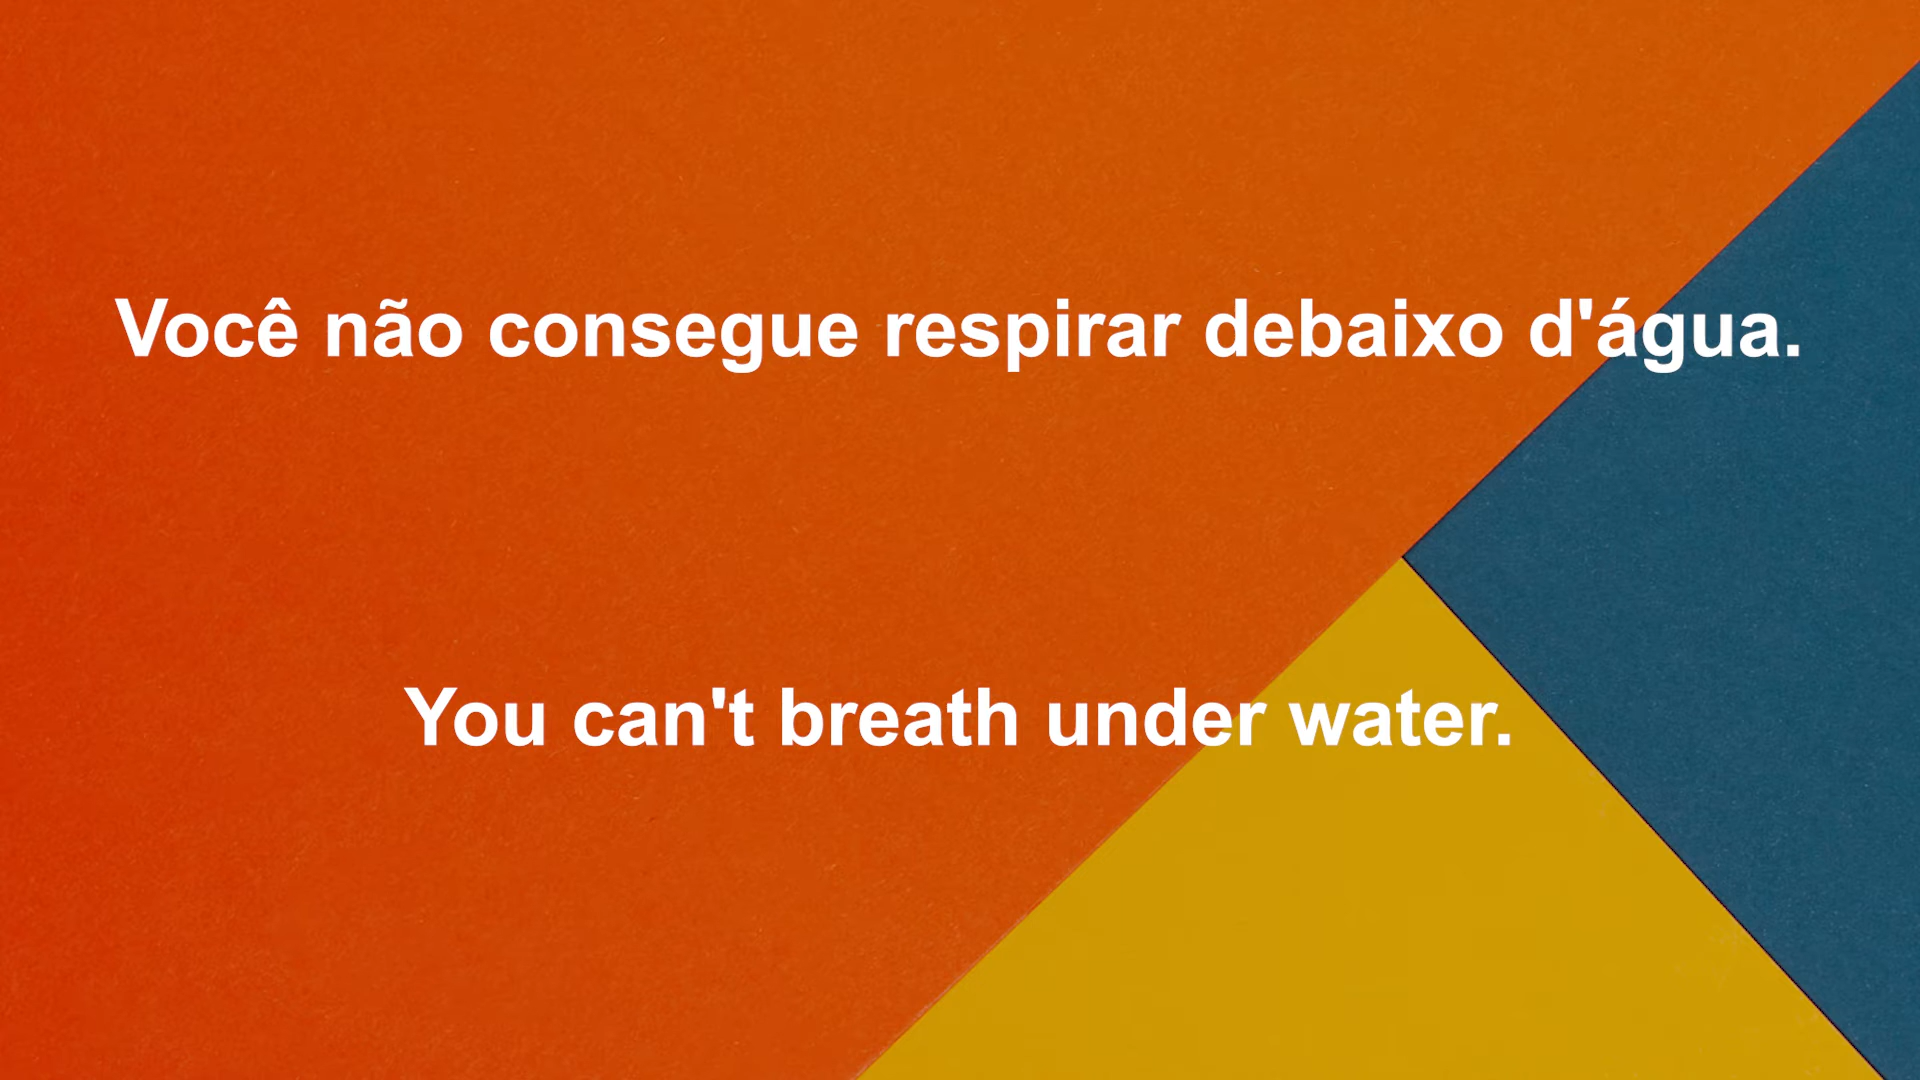 Você não consegue respirar debaixo d'água.
You can't breath under water.